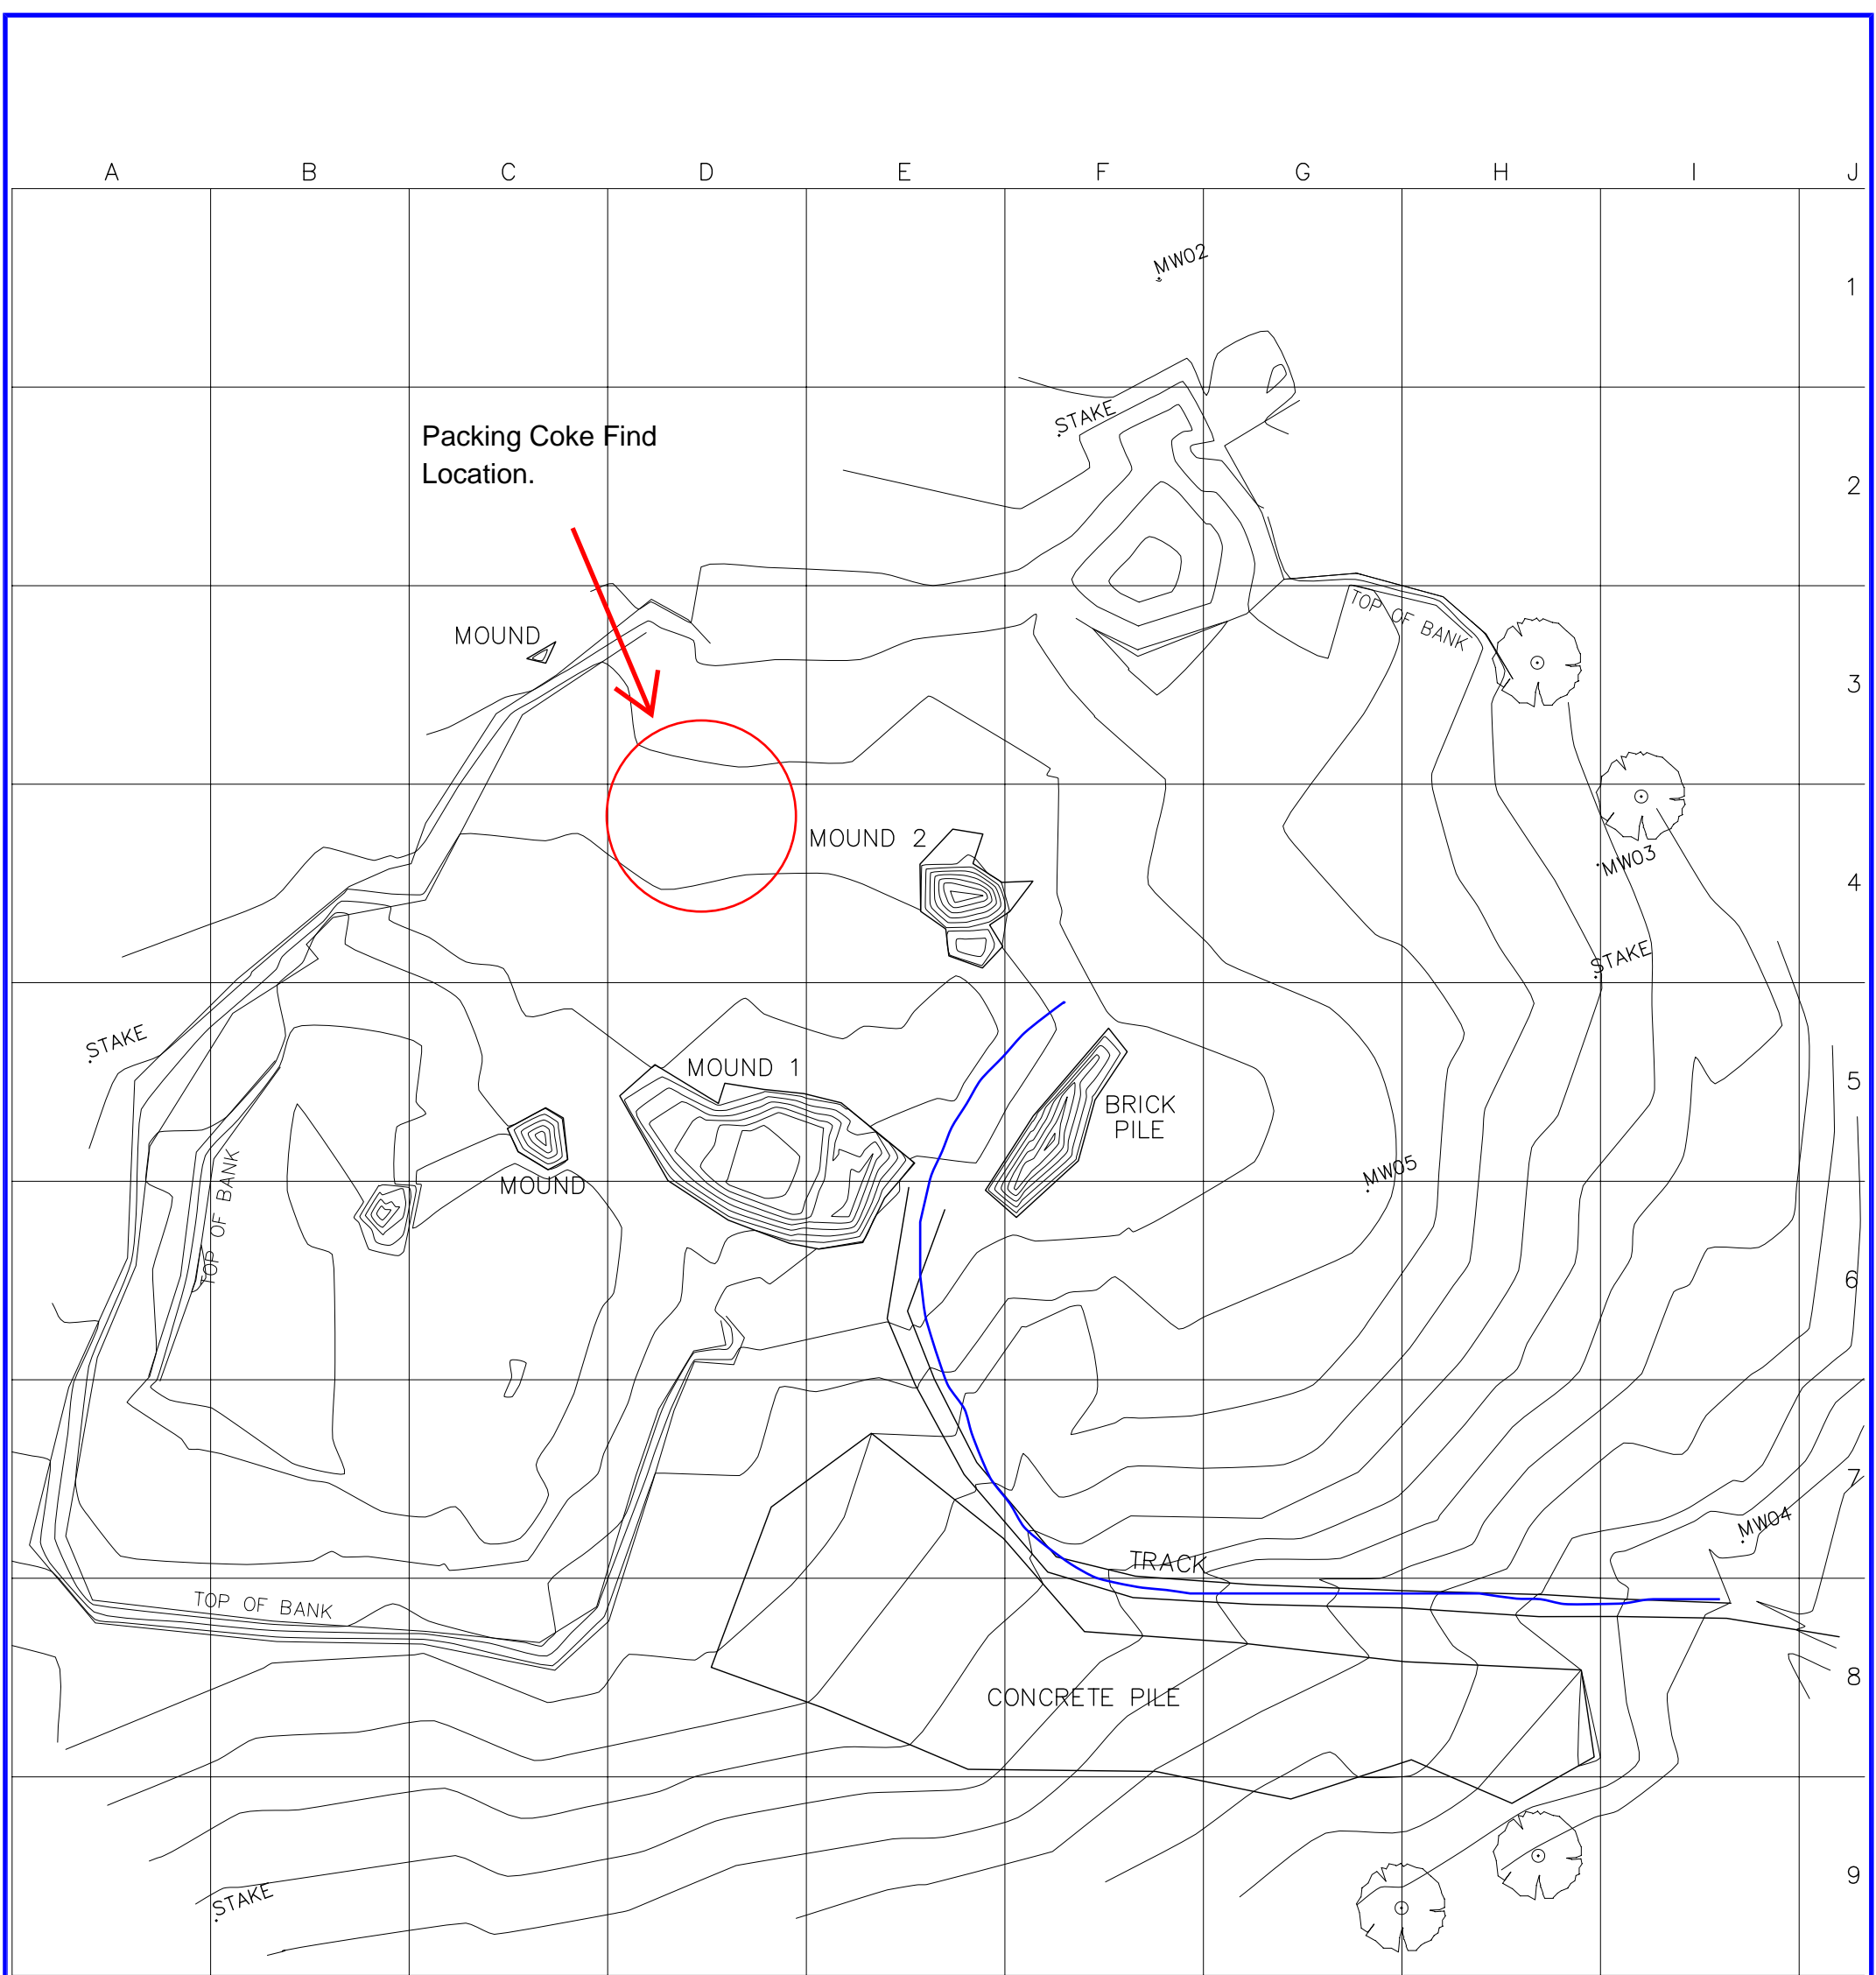 A B C D E F G H I J
MW02
1
STAKE
Packing Coke Find
Location.
2
TOP OF BANK
MOUND
3
MOUND 2
MW03
4
STAKE
STAKE
MOUND 1
5
BRICK
PILE
MW05
MOUND
TOP OF BANK
6
7
MW04
TRACK
TOP OF BANK
8
CONCRETE PILE
9
STAKE